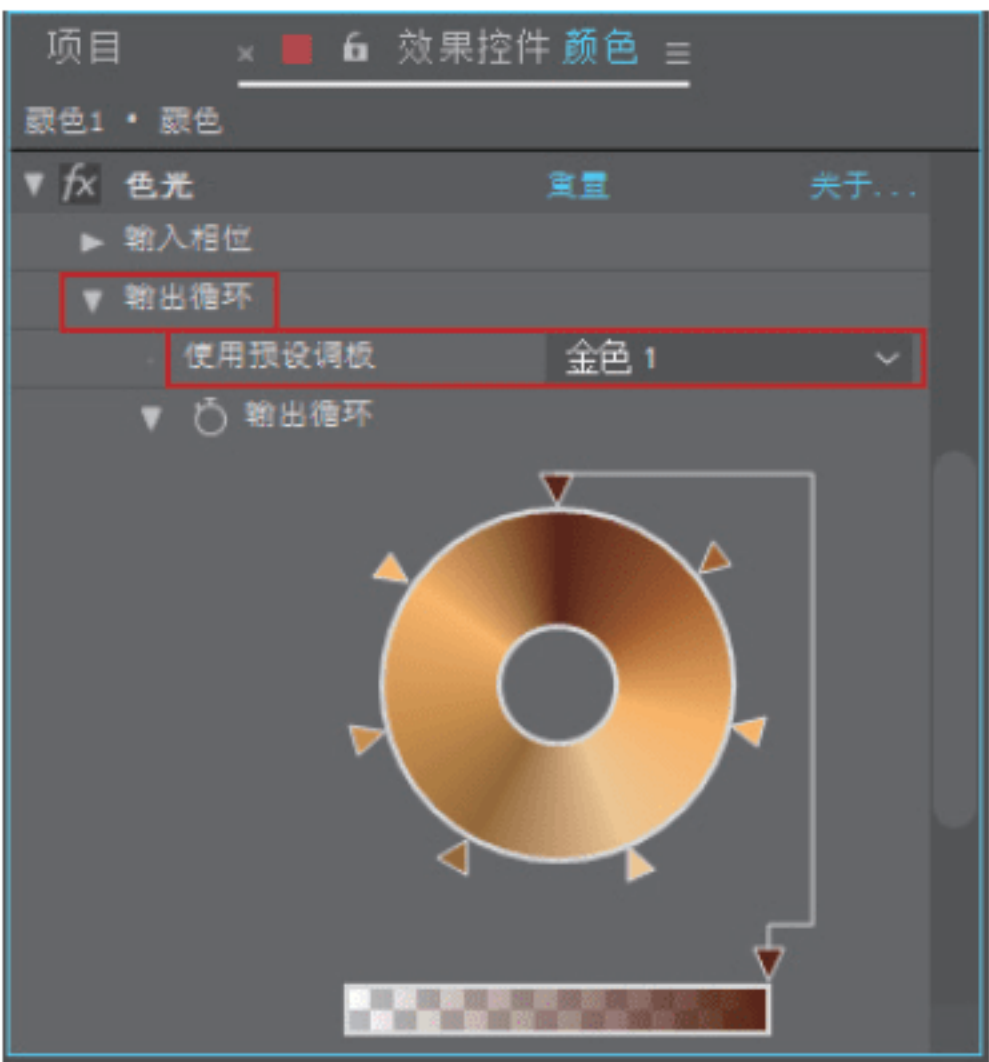 项目 × 效果控件 颜色 ≡
颜色1 • 颜色
fx 色光 重置 关于...
输入相位
输出循环
使用预设调板 金色 1
输出循环